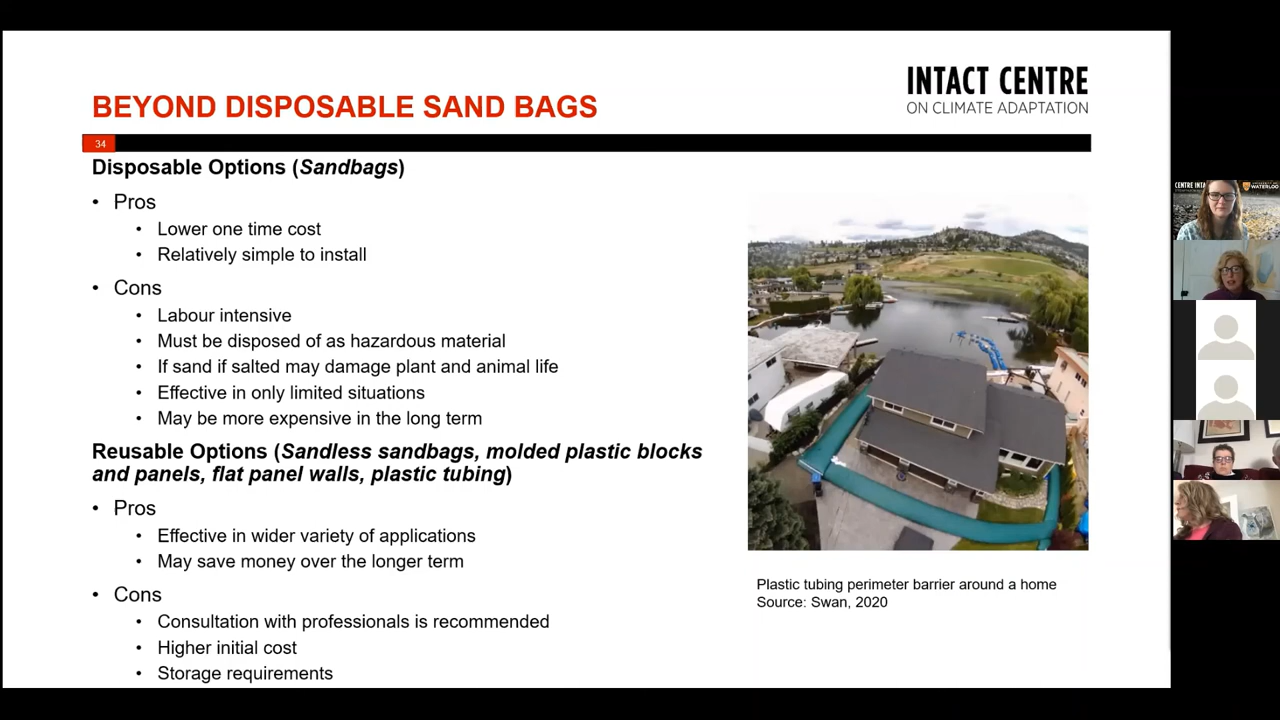 BEYOND DISPOSABLE SAND BAGS
INTACT CENTRE
ON CLIMATE ADAPTATION
34
Disposable Options (Sandbags)
• Pros
• Lower one time cost
• Relatively simple to install
• Cons
• Labour intensive
• Must be disposed of as hazardous material
• If sand if salted may damage plant and animal life
• Effective in only limited situations
• May be more expensive in the long term
Reusable Options (Sandless sandbags, molded plastic blocks
and panels, flat panel walls, plastic tubing)
• Pros
• Effective in wider variety of applications
• May save money over the longer term
• Cons
• Consultation with professionals is recommended
• Higher initial cost
• Storage requirements
Plastic tubing perimeter barrier around a home
Source: Swan, 2020
CENTRE
WATERLOO